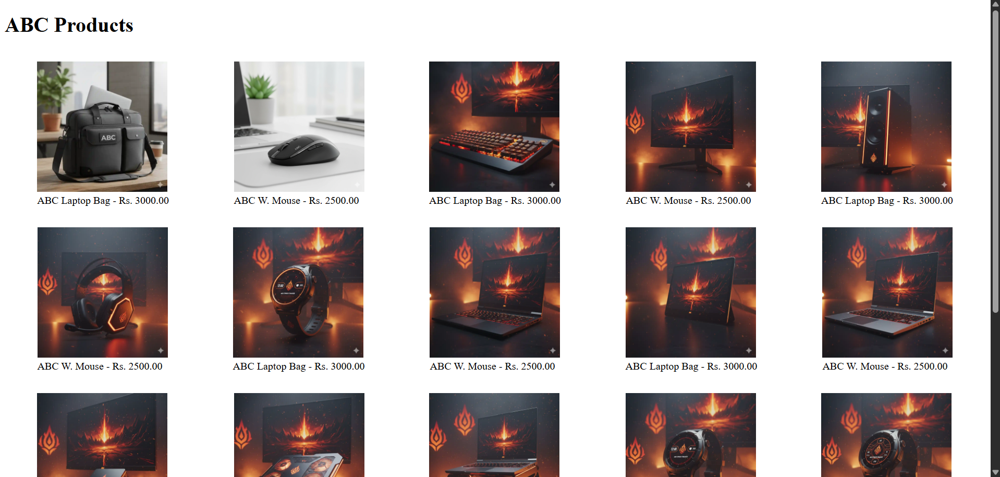 ABC Products
ABC
ABC
ABC Laptop Bag - Rs. 3000.00
ABC W. Mouse - Rs. 2500.00
ABC Laptop Bag - Rs. 3000.00
ABC W. Mouse - Rs. 2500.00
ABC Laptop Bag - Rs. 3000.00
12:00
ABC W. Mouse - Rs. 2500.00
ABC Laptop Bag - Rs. 3000.00
ABC W. Mouse - Rs. 2500.00
ABC Laptop Bag - Rs. 3000.00
ABC W. Mouse - Rs. 2500.00